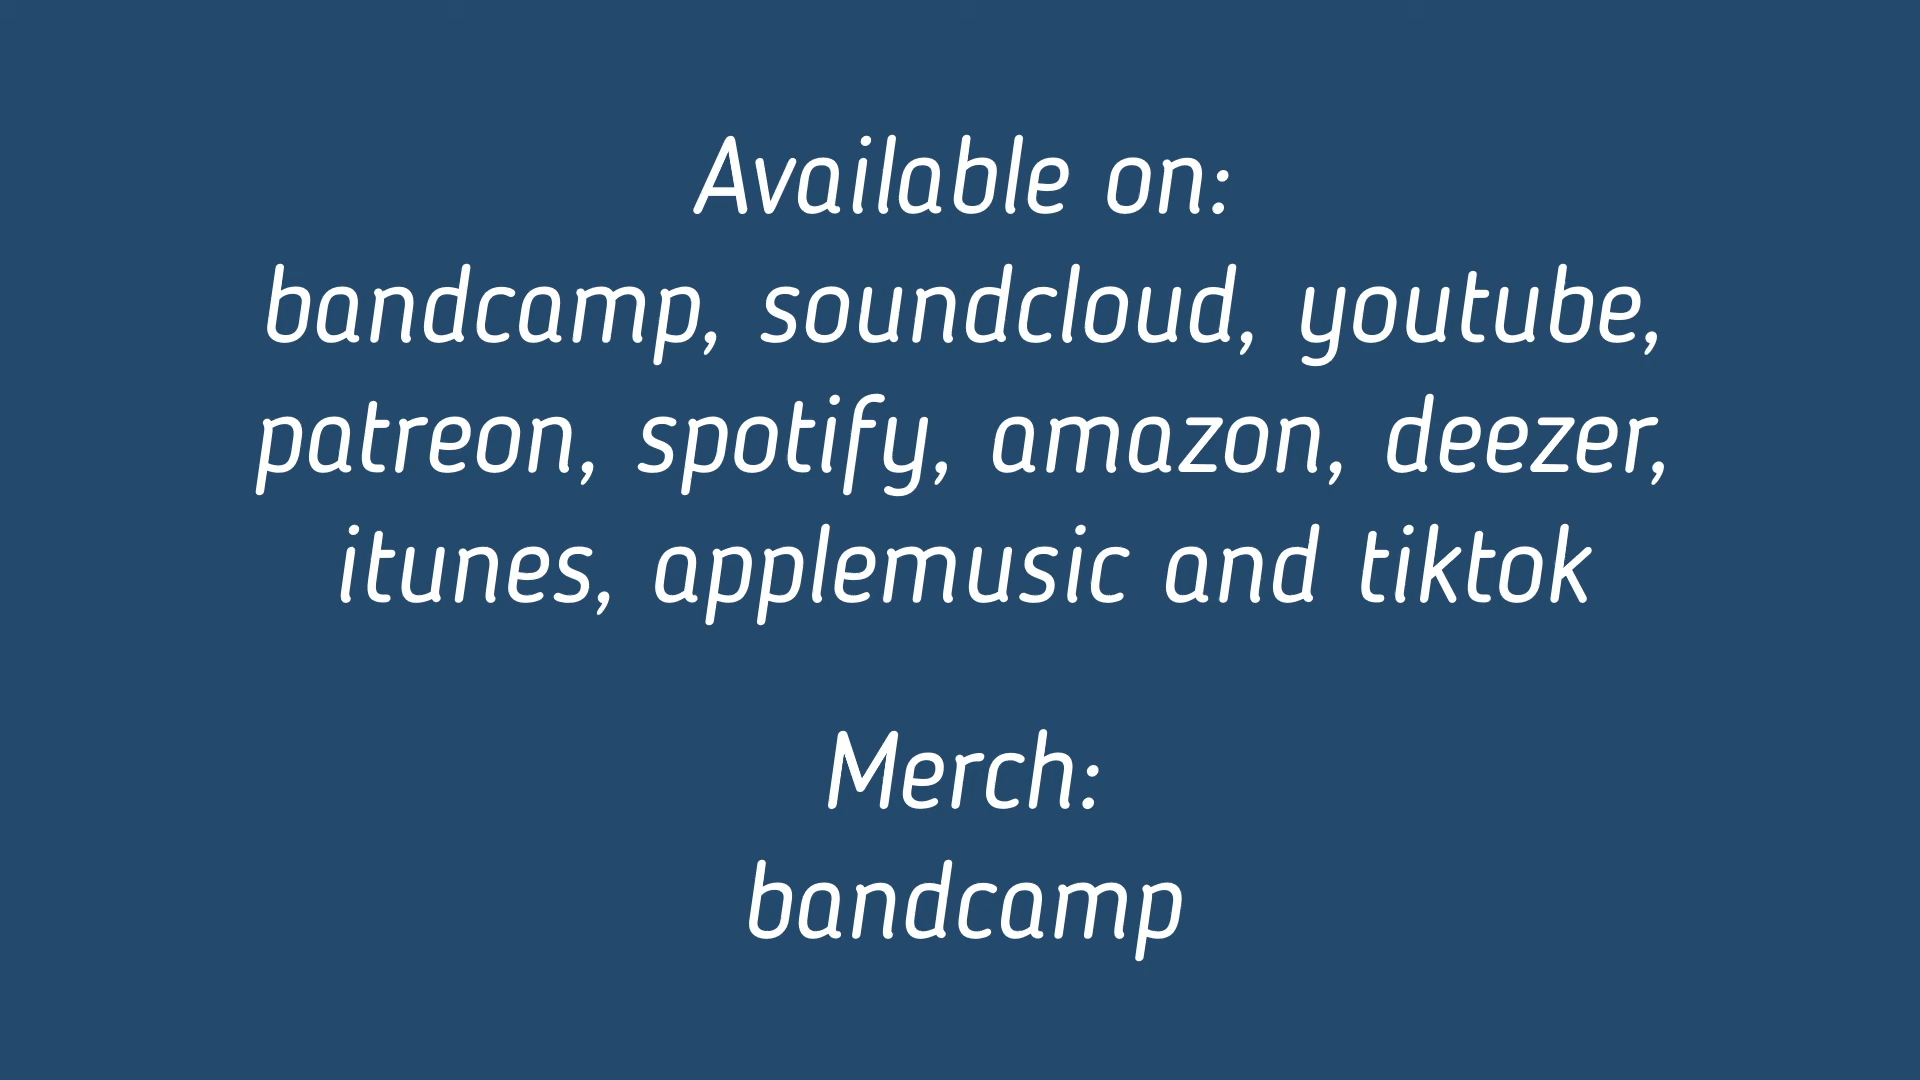 Available on:
bandcamp, soundcloud, youtube,
patreon, spotify, amazon, deezer,
itunes, applemusic and tiktok
Merch:
bandcamp